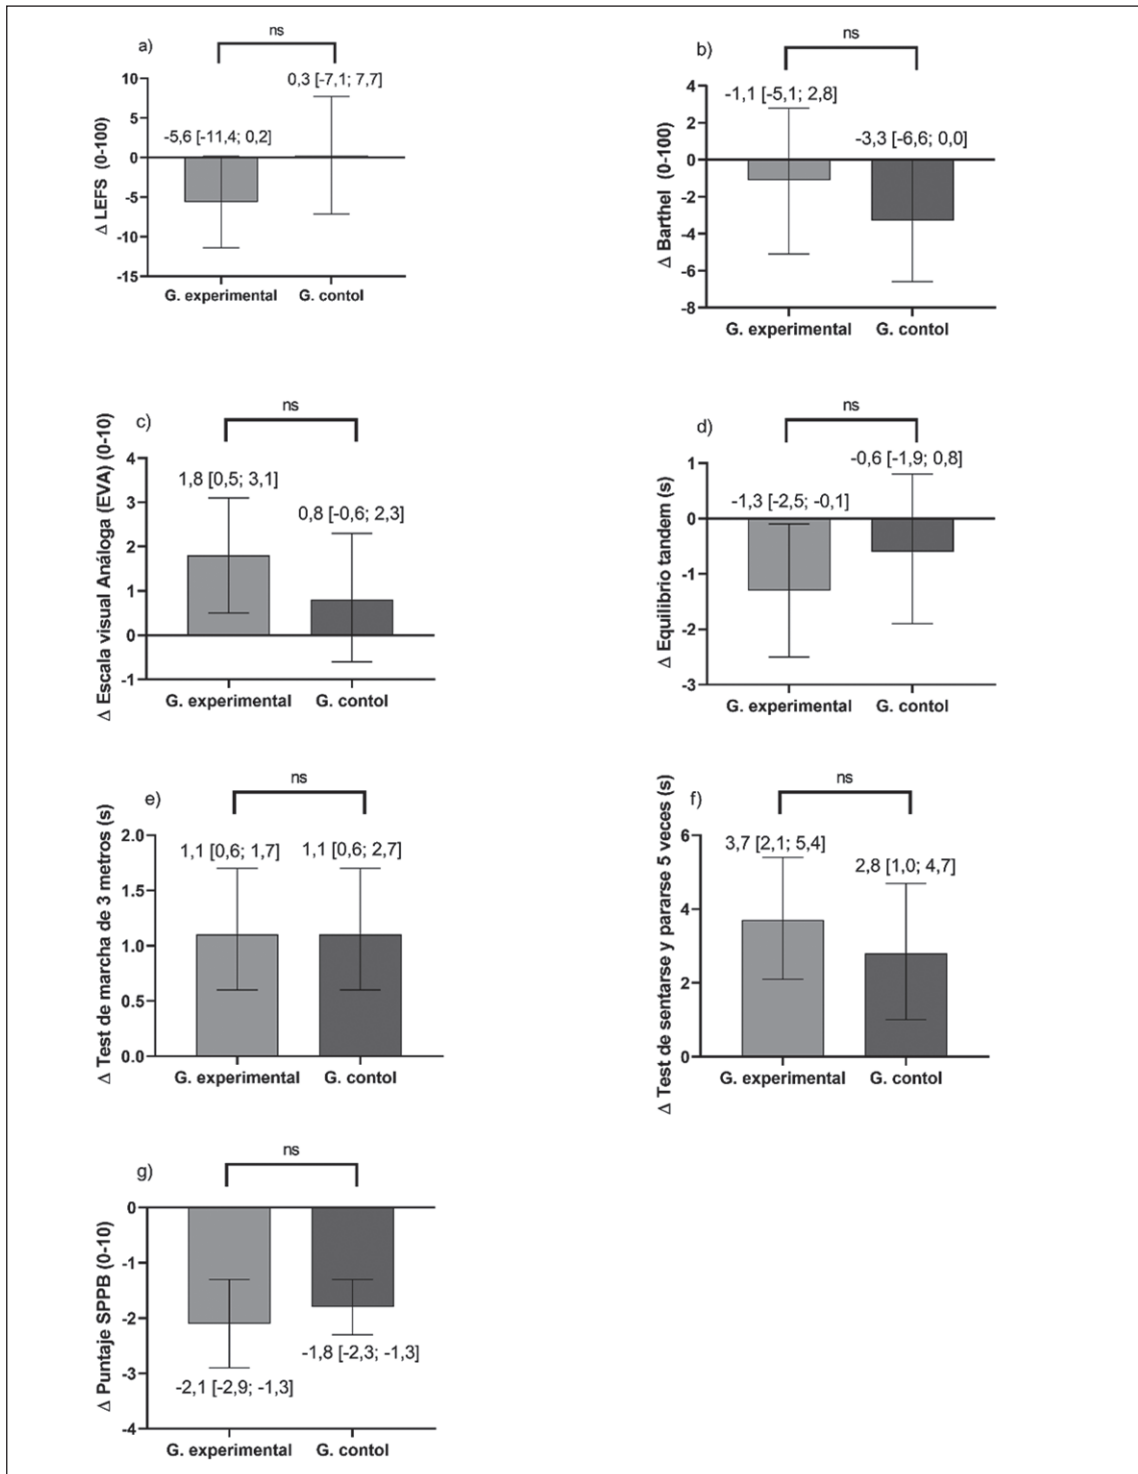 a)
ns
0,3 [-7,1; 7,7]
-5,6 [-11,4; 0,2]
10
5
0
-5
-10
-15
Δ LEFS (0-100)
G. experimental
G. contol
b)
ns
-1,1 [-5,1; 2,8]
-3,3 [-6,6; 0,0]
4
2
0
-2
-4
-6
-8
Δ Barthel (0-100)
G. experimental
G. contol
c)
ns
1,8 [0,5; 3,1]
0,8 [-0,6; 2,3]
4
3
2
1
0
-1
Δ Escala visual Análoga (EVA) (0-10)
G. experimental
G. contol
d)
ns
-0,6 [-1,9; 0,8]
-1,3 [-2,5; -0,1]
1
0
-1
-2
-3
Δ Equilibrio tandem (s)
G. experimental
G. contol
e)
ns
1,1 [0,6; 1,7]
1,1 [0,6; 2,7]
2.0
1.5
1.0
0.5
0.0
Δ Test de marcha de 3 metros (s)
G. experimental
G. contol
f)
ns
3,7 [2,1; 5,4]
2,8 [1,0; 4,7]
6
4
2
0
Δ Test de sentarse y pararse 5 veces (s)
G. experimental
G. contol
g)
ns
0
-1
-2
-3
-4
Δ Puntaje SPPB (0-10)
-1,8 [-2,3; -1,3]
-2,1 [-2,9; -1,3]
G. experimental
G. contol